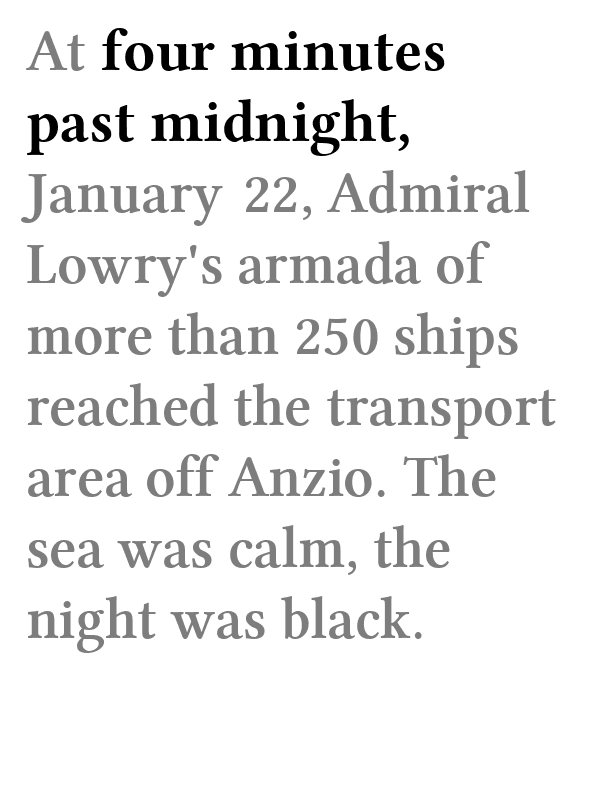 At four minutes
past midnight,
January 22, Admiral
Lowry's armada of
more than 250 ships
reached the transport
area off Anzio. The
sea was calm, the
night was black.